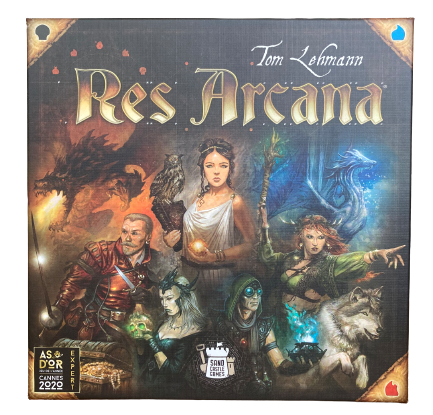 Tom Lehmann
Res Arcana
AS
D'OR
CANNES
2020
EXPERT
SAND
CASTLE
GAMES